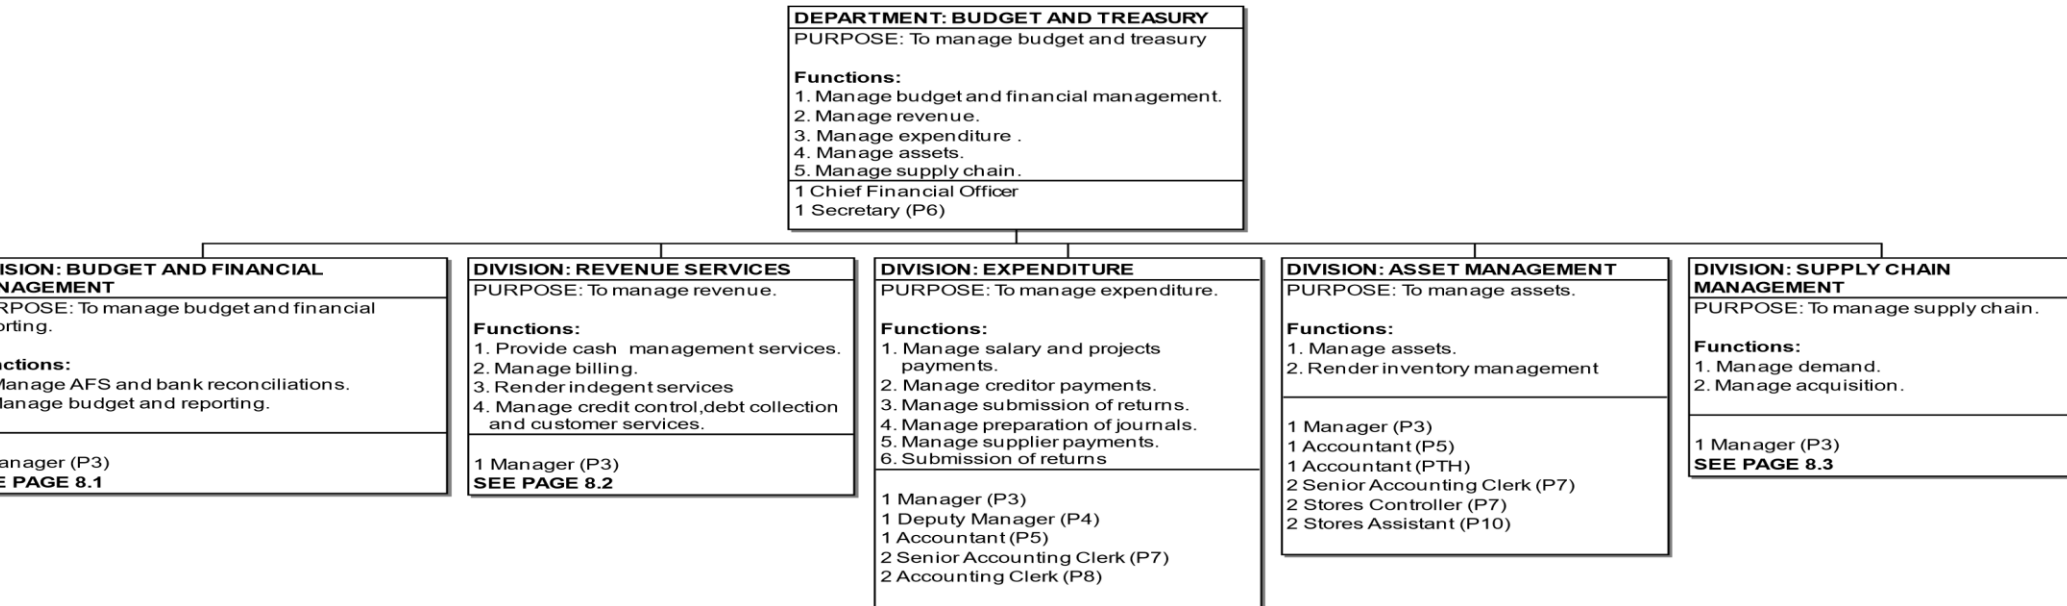 DEPARTMENT: BUDGET AND TREASURY
PURPOSE: To manage budget and treasury
Functions:
1. Manage budget and financial management.
2. Manage revenue.
3. Manage expenditure .
4. Manage assets.
5. Manage supply chain.
1 Chief Financial Officer
1 Secretary (P6)
ISION: BUDGET AND FINANCIAL
NAGEMENT
RPOSE: To manage budget and financial
orting.
ctions:
Manage AFS and bank reconciliations.
anage budget and reporting.
anager (P3)
E PAGE 8.1
DIVISION: REVENUE SERVICES
PURPOSE: To manage revenue.
Functions:
1. Provide cash management services.
2. Manage billing.
3. Render indegent services
4. Manage credit control,debt collection
and customer services.
1 Manager (P3)
SEE PAGE 8.2
DIVISION: EXPENDITURE
PURPOSE: To manage expenditure.
Functions:
1. Manage salary and projects
payments.
2. Manage creditor payments.
3. Manage submission of returns.
4. Manage preparation of journals.
5. Manage supplier payments.
6. Submission of returns
1 Manager (P3)
1 Deputy Manager (P4)
1 Accountant (P5)
2 Senior Accounting Clerk (P7)
2 Accounting Clerk (P8)
DIVISION: ASSET MANAGEMENT
PURPOSE: To manage assets.
Functions:
1. Manage assets.
2. Render inventory management
1 Manager (P3)
1 Accountant (P5)
1 Accountant (PTH)
2 Senior Accounting Clerk (P7)
2 Stores Controller (P7)
2 Stores Assistant (P10)
DIVISION: SUPPLY CHAIN
MANAGEMENT
PURPOSE: To manage supply chain.
Functions:
1. Manage demand.
2. Manage acquisition.
1 Manager (P3)
SEE PAGE 8.3